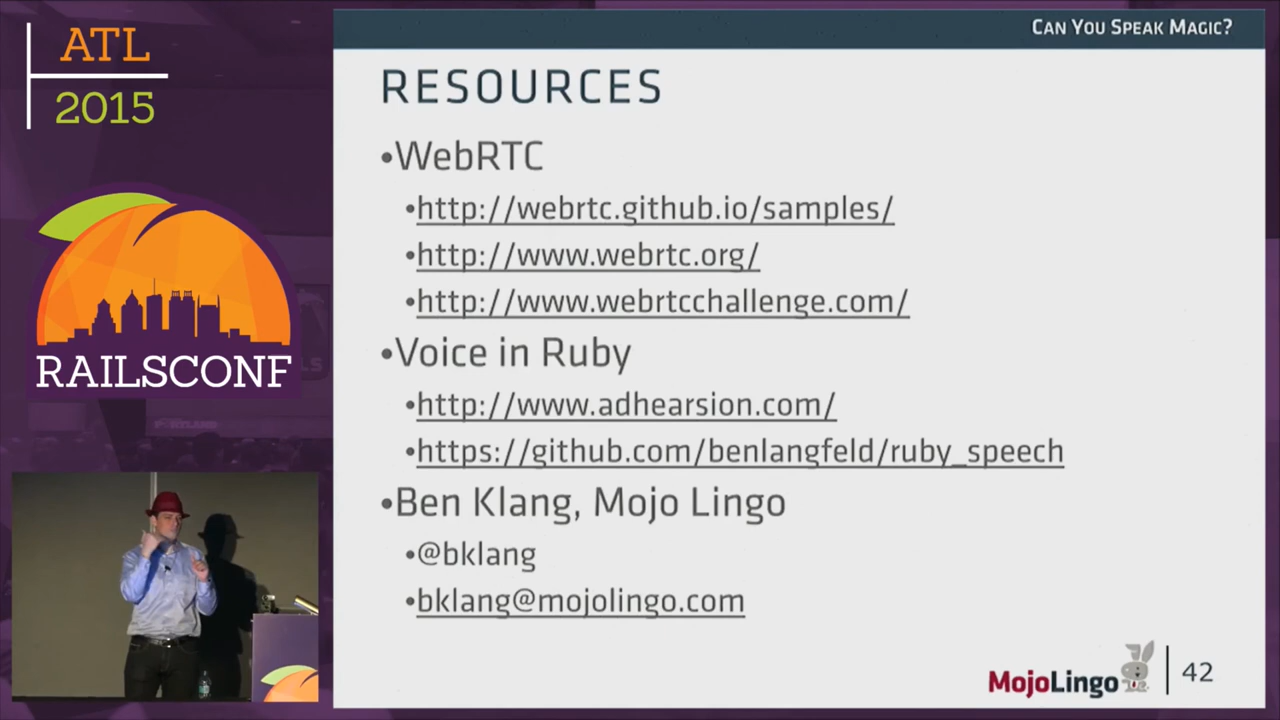 ATL
2015
RAILSCONF
CAN YOU SPEAK MAGIC?
RESOURCES
•WebRTC
•http://webrtc.github.io/samples/
•http://www.webrtc.org/
•http://www.webrtcchallenge.com/
•Voice in Ruby
•http://www.adhearsion.com/
•https://github.com/benlangfeld/ruby_speech
•Ben Klang, Mojo Lingo
•@bklang
•bklang@mojolingo.com
MojoLingo
42